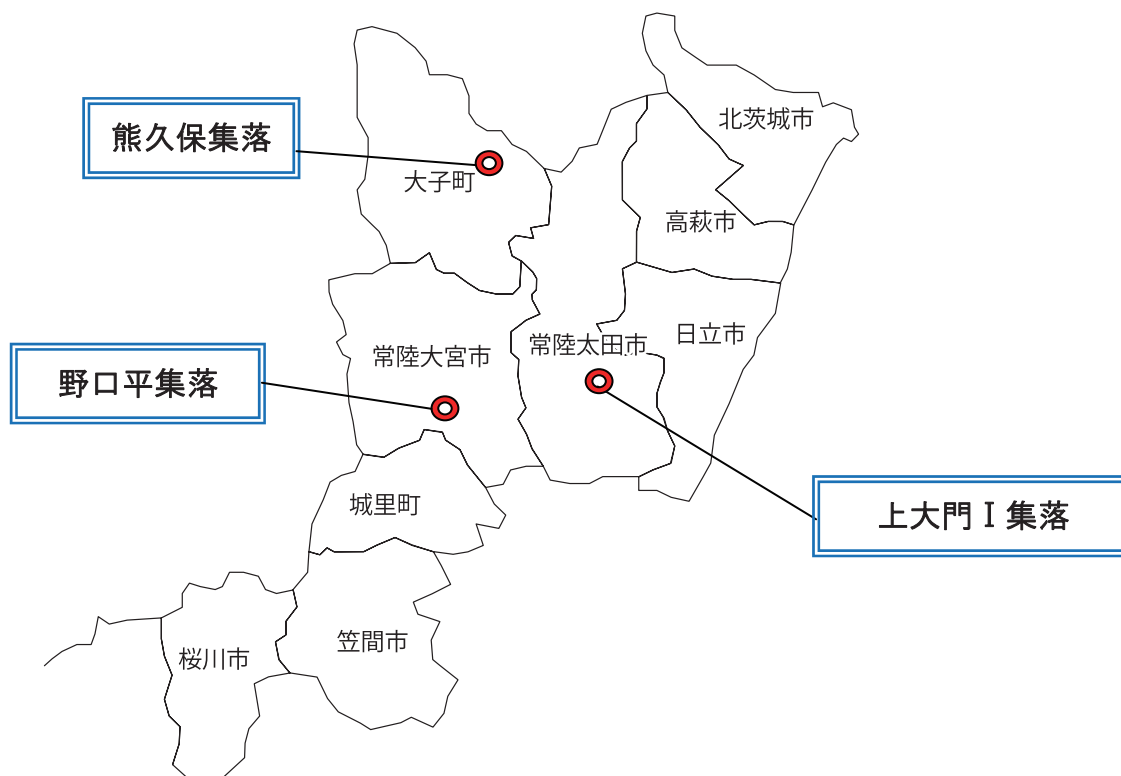 北茨城市
熊久保集落
大子町
高萩市
日立市
常陸太田市
常陸大宮市
野口平集落
城里町
上大門Ⅰ集落
笠間市
桜川市